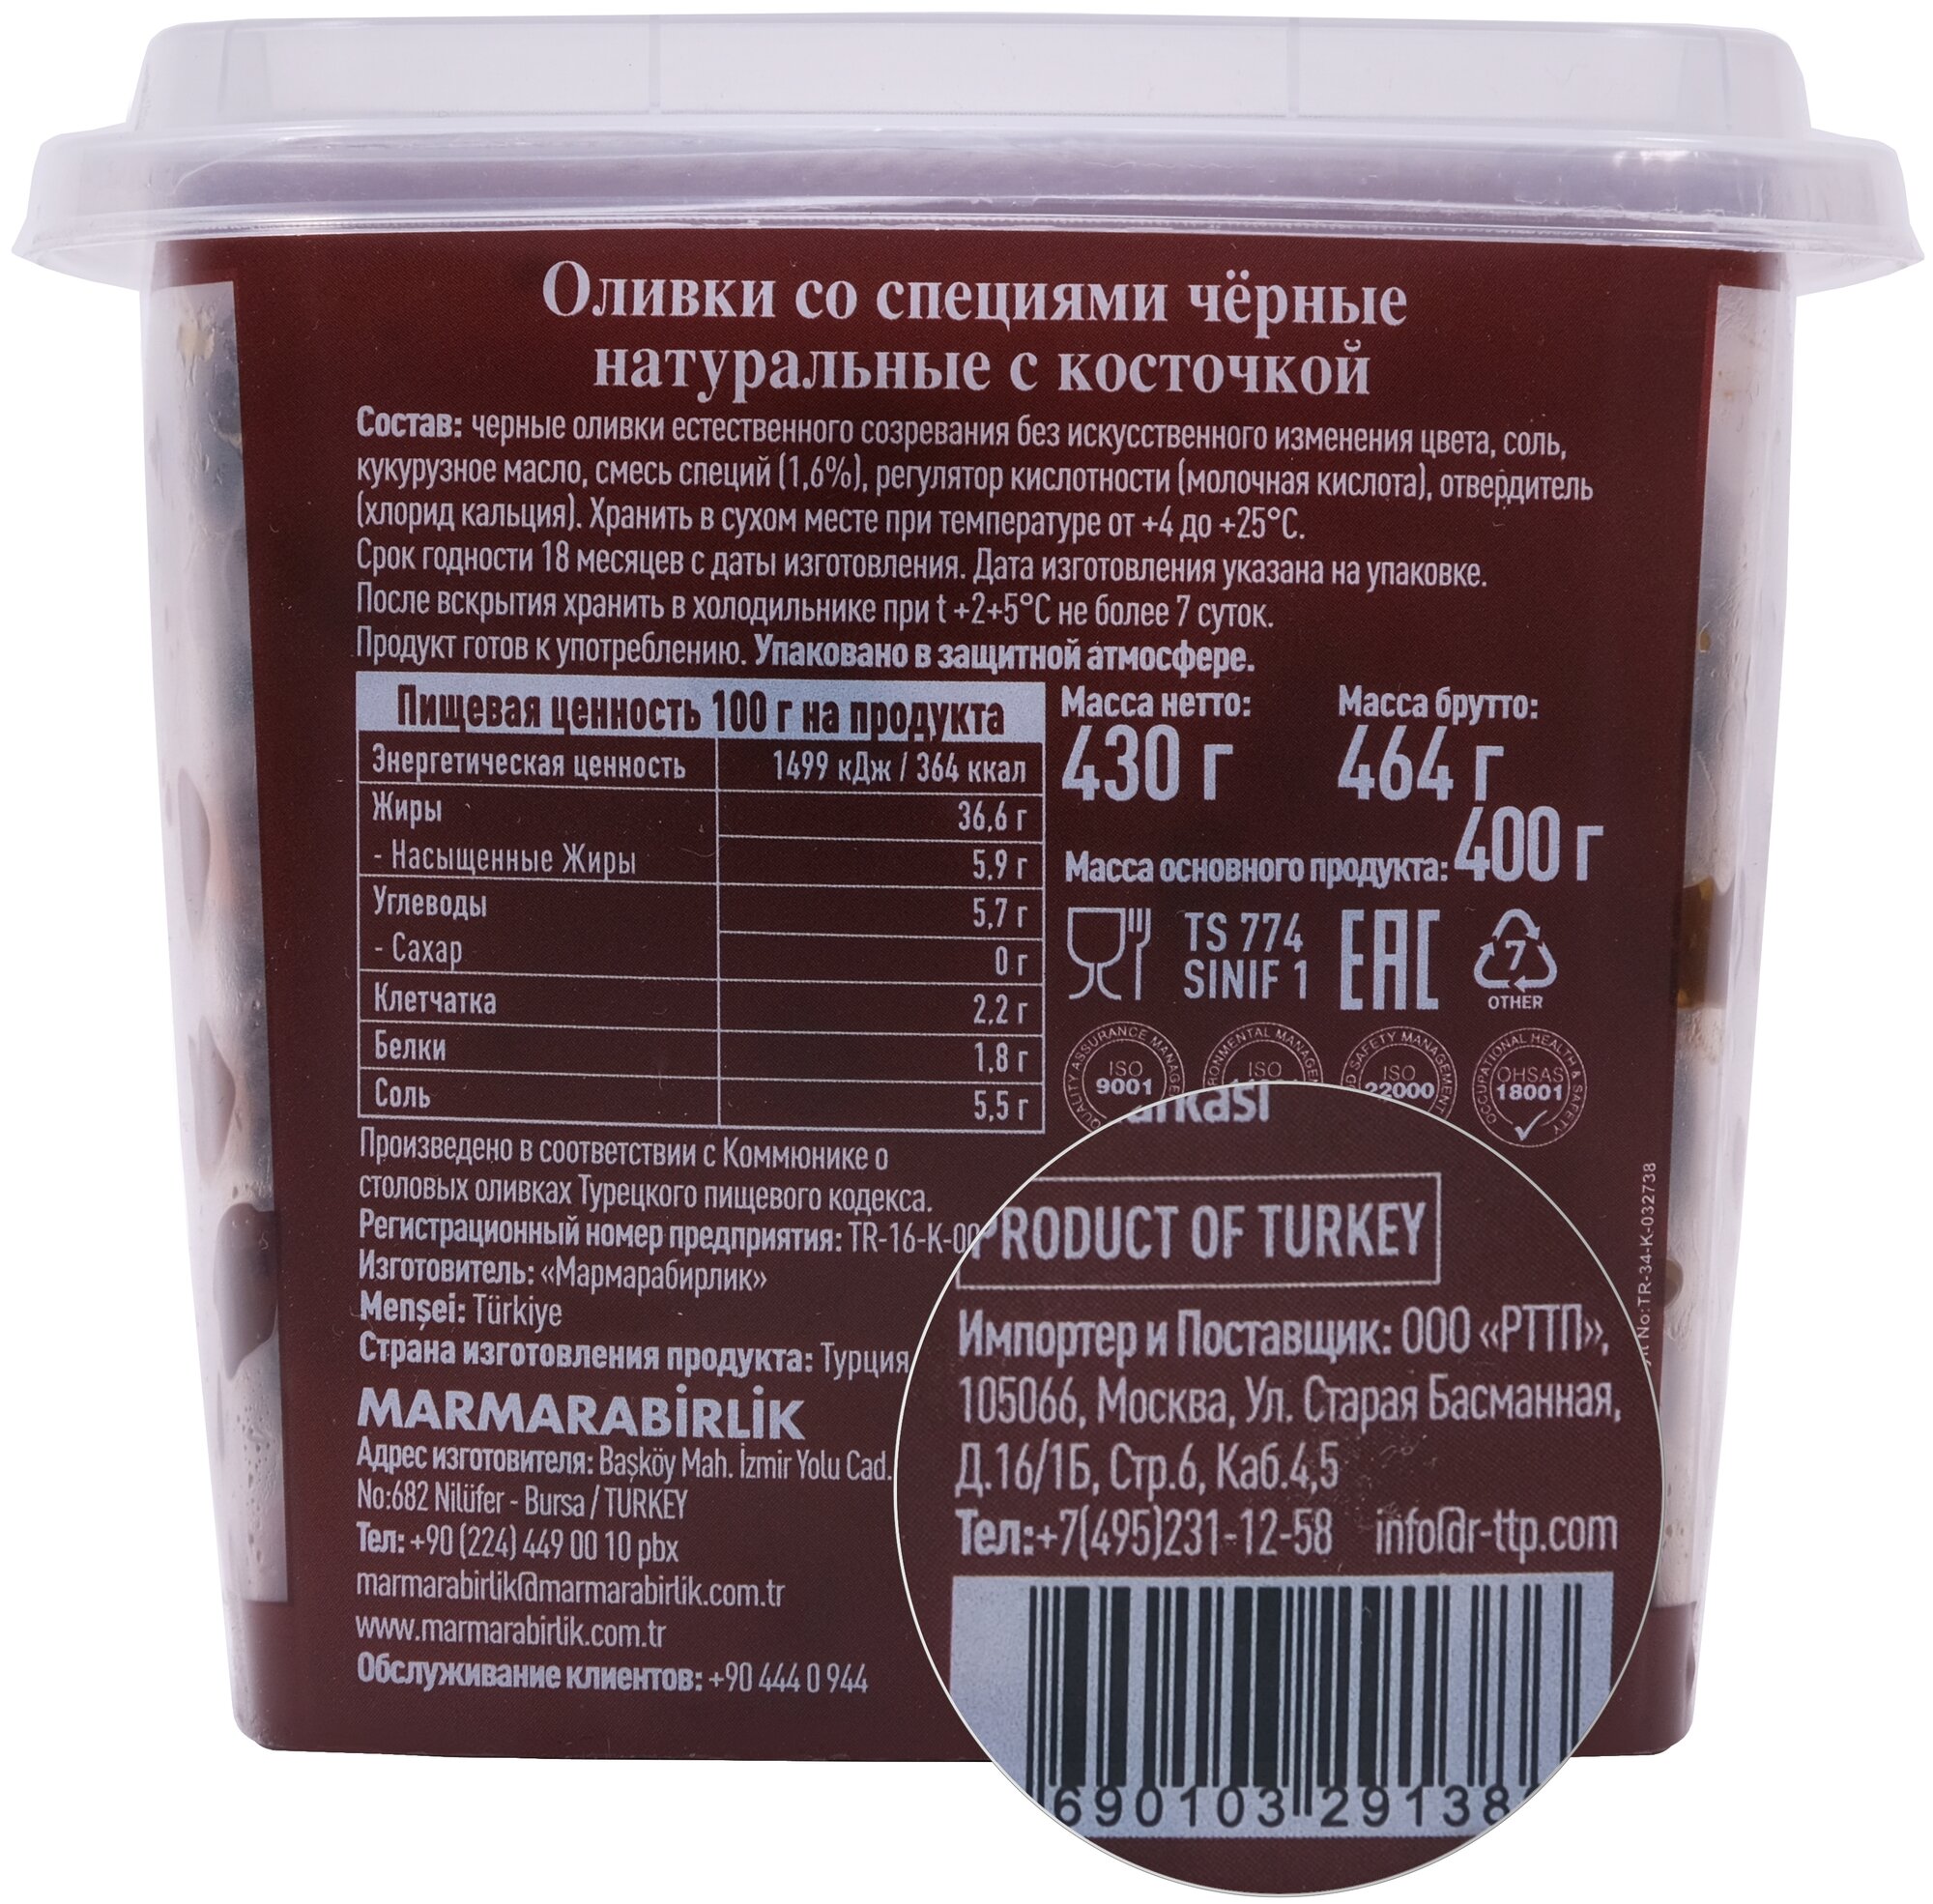 Оливки со специями чёрные
натуральные с косточкой
Состав: черные оливки естественного созревания без искусственного изменения цвета, соль,
кукурузное масло, смесь специй (1,6%), регулятор кислотности (молочная кислота), отвердитель
(хлорид кальция). Хранить в сухом месте при температуре от +4 до +25°C.
Срок годности 18 месяцев с даты изготовления. Дата изготовления указана на упаковке.
После вскрытия хранить в холодильнике при t +2+5°C не более 7 суток.
Продукт готов к употреблению. Упаковано в защитной атмосфере.
Пищевая ценность 100 г на продукта
Энергетическая ценность 1499 кДж / 364 ккал
Жиры 36,6 г
- Насыщенные Жиры 5,9 г
Углеводы 5,7 г
- Сахар 0 г
Клетчатка 2,2 г
Белки 1,8 г
Соль 5,5 г
Масса нетто: Масса брутто:
430 г 464 г
Масса основного продукта: 400 г
TS 774
SINIF 1
EAC
7
OTHER
QUALITY ASSURANCE
ISO
9001
ISO
SAFETY MANAGEMENT
ISO
22000
OCCUPATIONAL HEALTH & SAFETY
OHSAS
18001
Произведено в соответствии с Коммюнике о
столовых оливках Турецкого пищевого кодекса.
Регистрационный номер предприятия: TR-16-K-00
Изготовитель: «Мармарабирлик»
Menşei: Türkiye
Страна изготовления продукта: Турция
MARMARABİRLİK
Адрес изготовителя: Başköy Mah. İzmir Yolu Cad.
No:682 Nilüfer - Bursa / TURKEY
Тел: +90 (224) 449 00 10 pbx
marmarabirlik@marmarabirlik.com.tr
www.marmarabirlik.com.tr
Обслуживание клиентов: +90 444 0 944
PRODUCT OF TURKEY
Импортер и Поставщик: ООО «РТТП»,
105066, Москва, Ул. Старая Басманная,
Д.16/1Б, Стр.6, Каб.4,5
Тел:+7(495)231-12-58 info@r-ttp.com
690103 29138
No:TR-34-K-032738